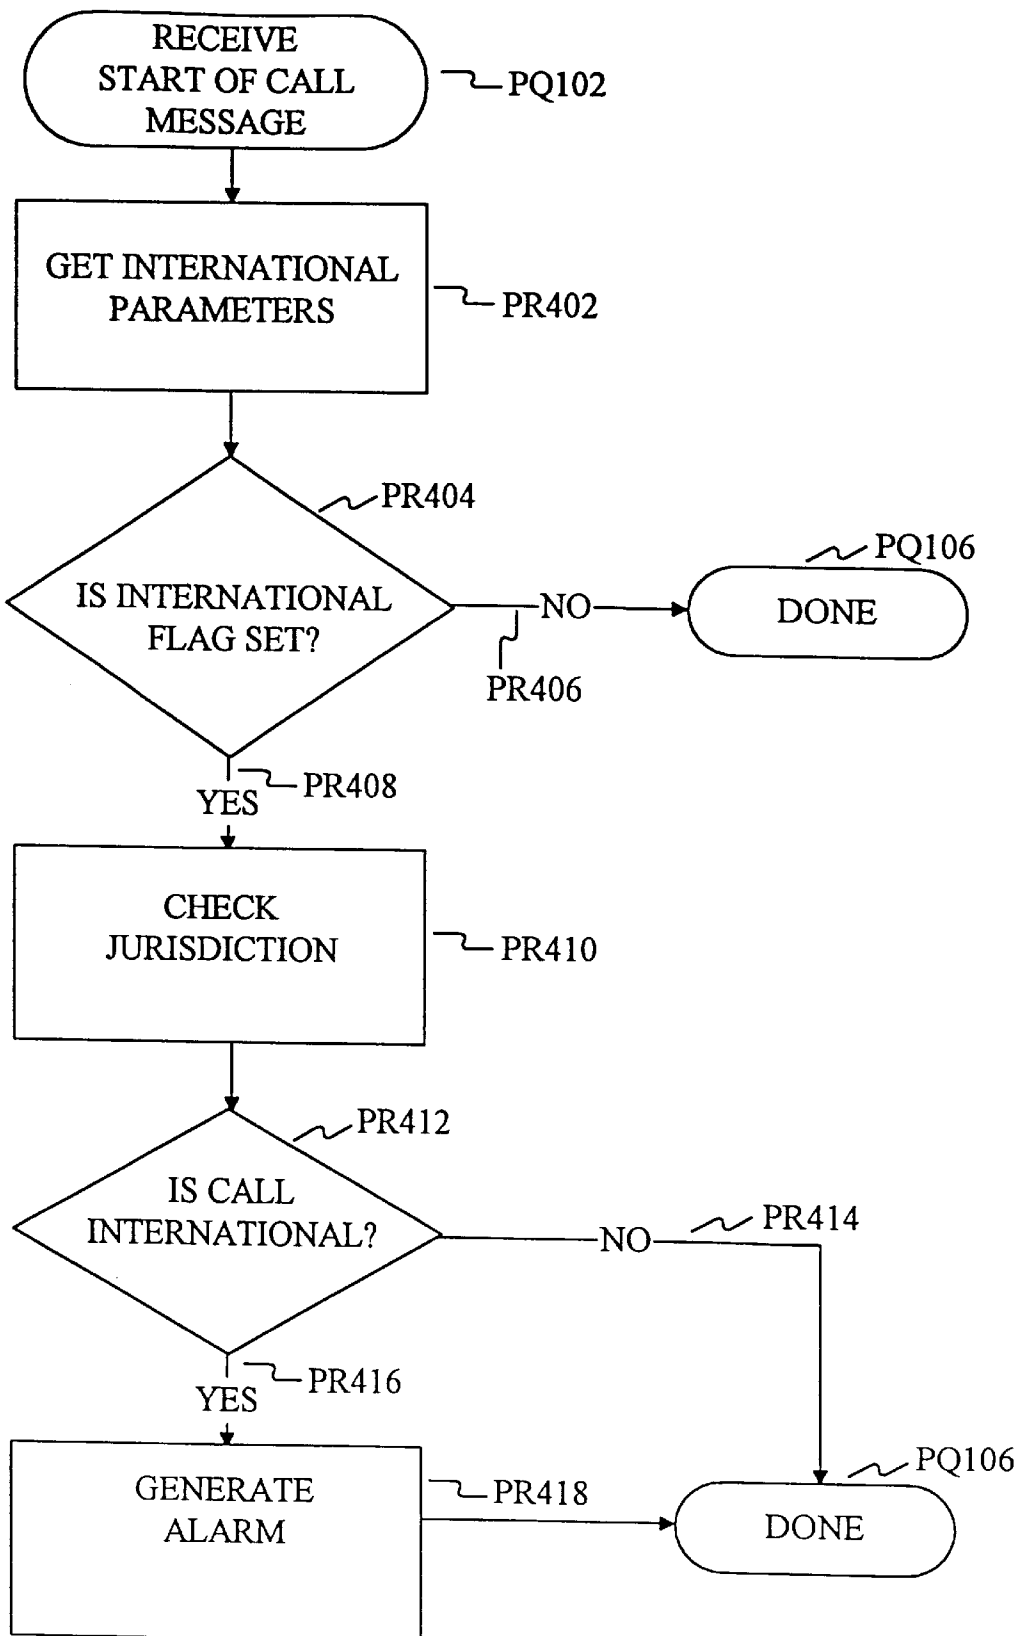 RECEIVE
START OF CALL
MESSAGE
PQ102
GET INTERNATIONAL
PARAMETERS
PR402
PR404
IS INTERNATIONAL
FLAG SET?
NO
PR406
PQ106
DONE
PR408
YES
CHECK
JURISDICTION
PR410
PR412
IS CALL
INTERNATIONAL?
NO
PR414
PR416
YES
GENERATE
ALARM
PR418
PQ106
DONE